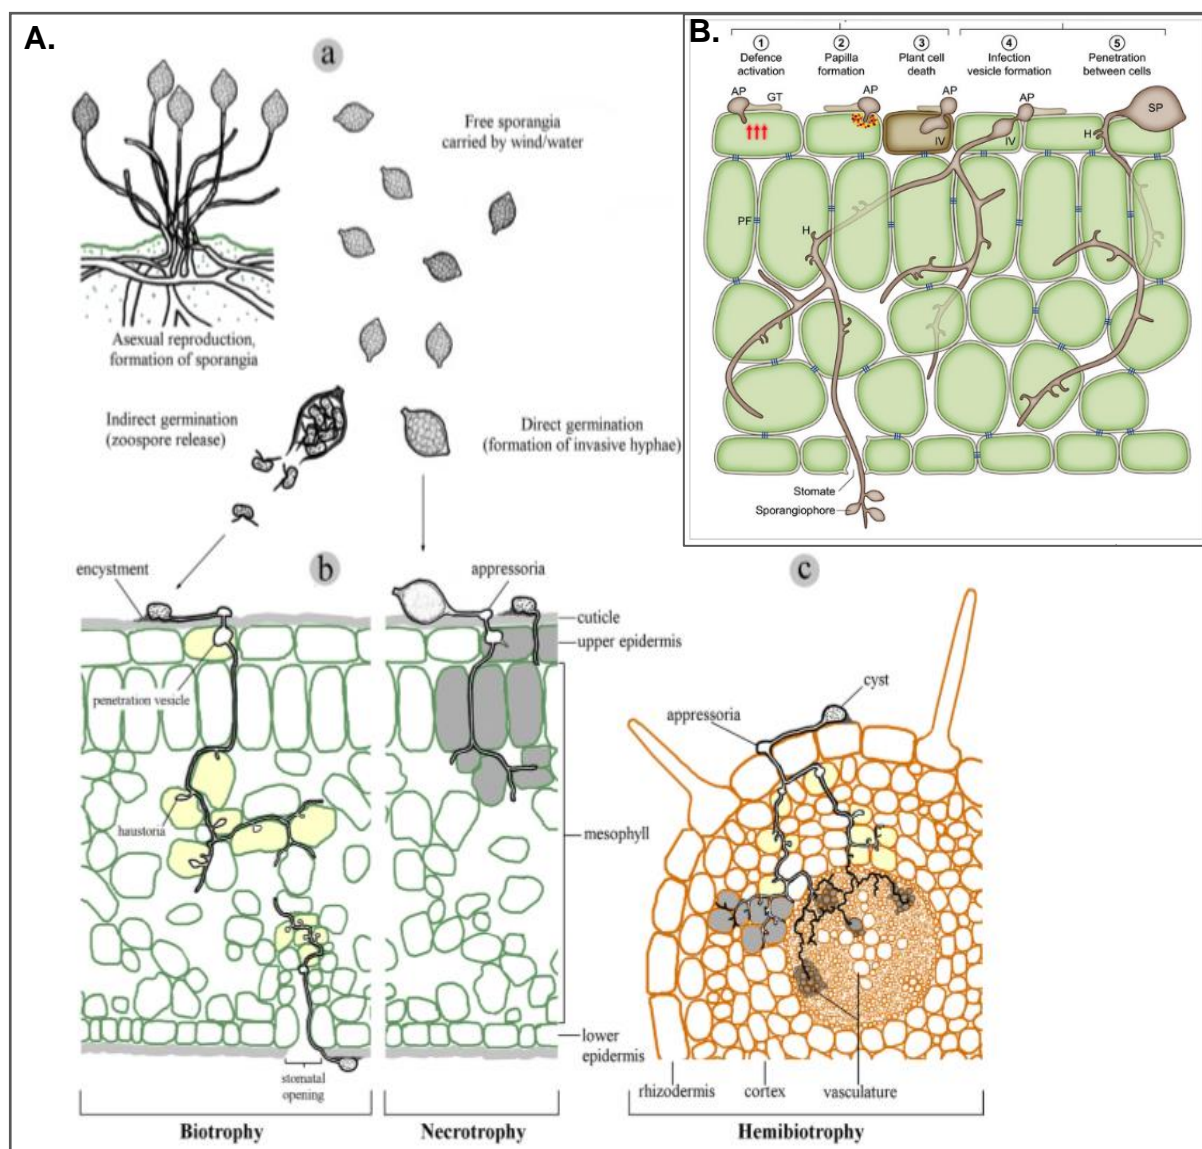 A.
a
Free sporangia
carried by wind/water
Asexual reproduction,
formation of sporangia
Indirect germination
(zoospore release)
Direct germination
(formation of invasive hyphae)
B.
1 2 3 4 5
Defence
activation
Papilla
formation
Plant cell
death
Infection
vesicle formation
Penetration
between cells
AP
GT
AP
AP
AP
SP
IV
IV
H
PF
H
Stomate
Sporangiophore
b
encystment
appressoria
cuticle
upper epidermis
penetration vesicle
haustoria
mesophyll
lower
epidermis
stomatal
opening
Biotrophy
Necrotrophy
c
cyst
appressoria
rhizodermis
cortex
vasculature
Hemibiotrophy